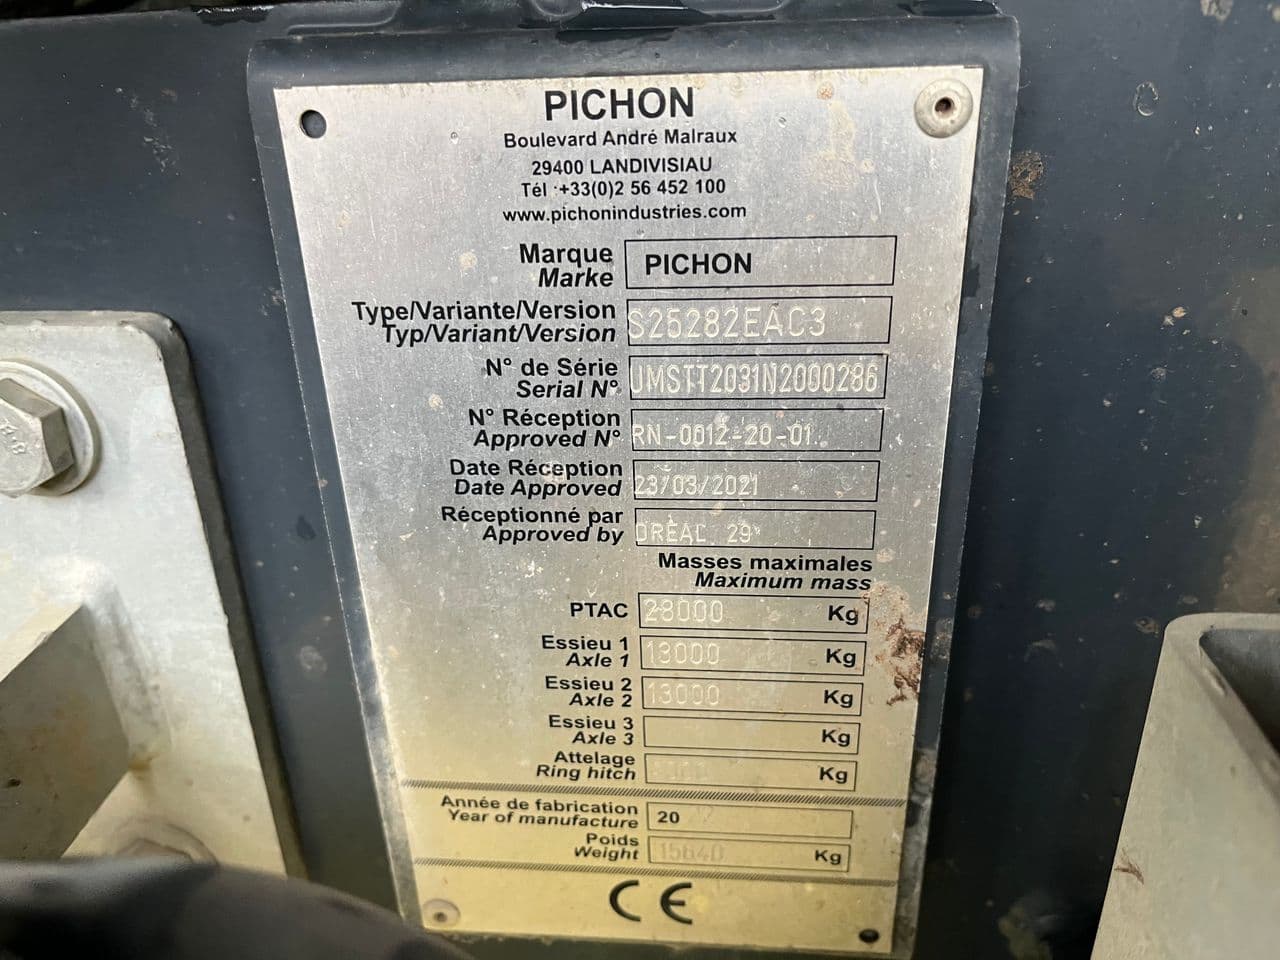 PICHON
Boulevard André Malraux
29400 LANDIVISIAU
Tél :+33(0)2 56 452 100
www.pichonindustries.com
Marque
Marke
PICHON
Type/Variante/Version
Typ/Variant/Version
S25282EAC3
N° de Série
Serial N°
UMSTT2031N2000286
N° Réception
Approved N°
RN-0012-20-01
Date Réception
Date Approved
23/03/2021
Réceptionné par
Approved by
DREAL 29
Masses maximales
Maximum mass
PTAC 28000 Kg
Essieu 1
Axle 1
13000 Kg
Essieu 2
Axle 2
13000 Kg
Essieu 3
Axle 3
Kg
Attelage
Ring hitch
Kg
Année de fabrication
Year of manufacture
20
Poids
Weight
15640 Kg
CE